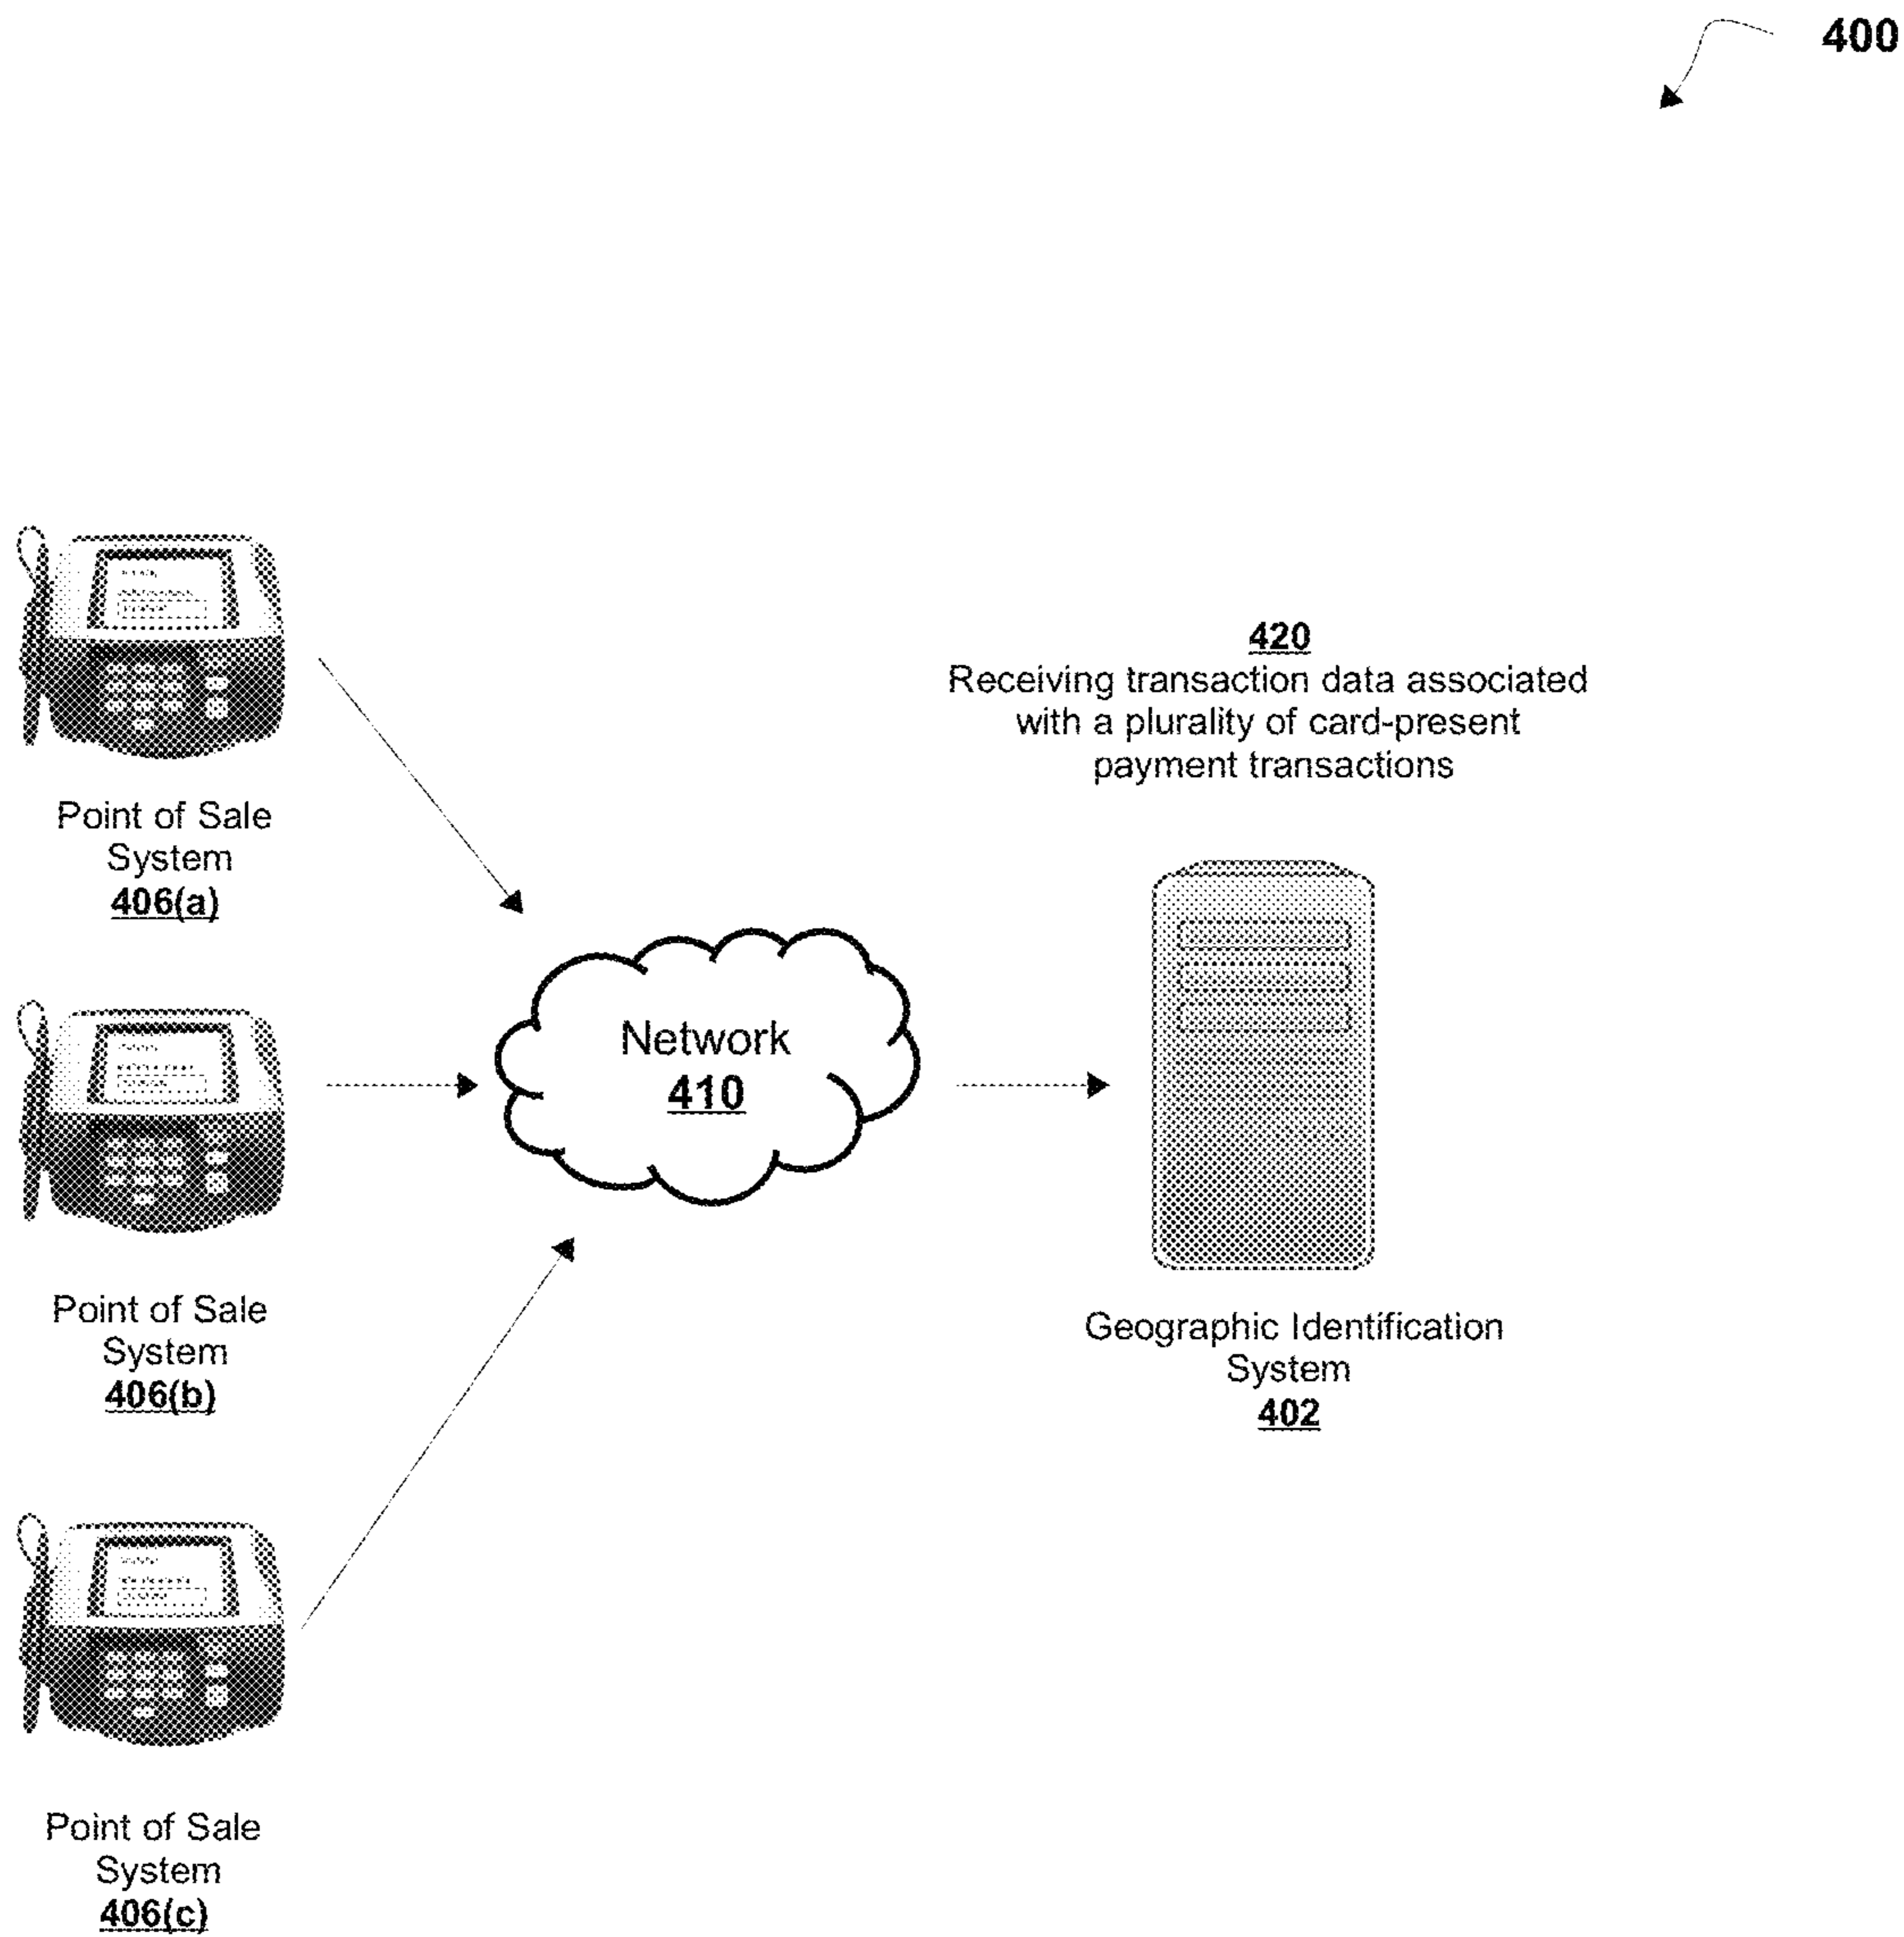 400
Point of Sale
System
406(a)
420
Receiving transaction data associated
with a plurality of card-present
payment transactions
Network
410
Point of Sale
System
406(b)
Geographic Identification
System
402
Point of Sale
System
406(c)